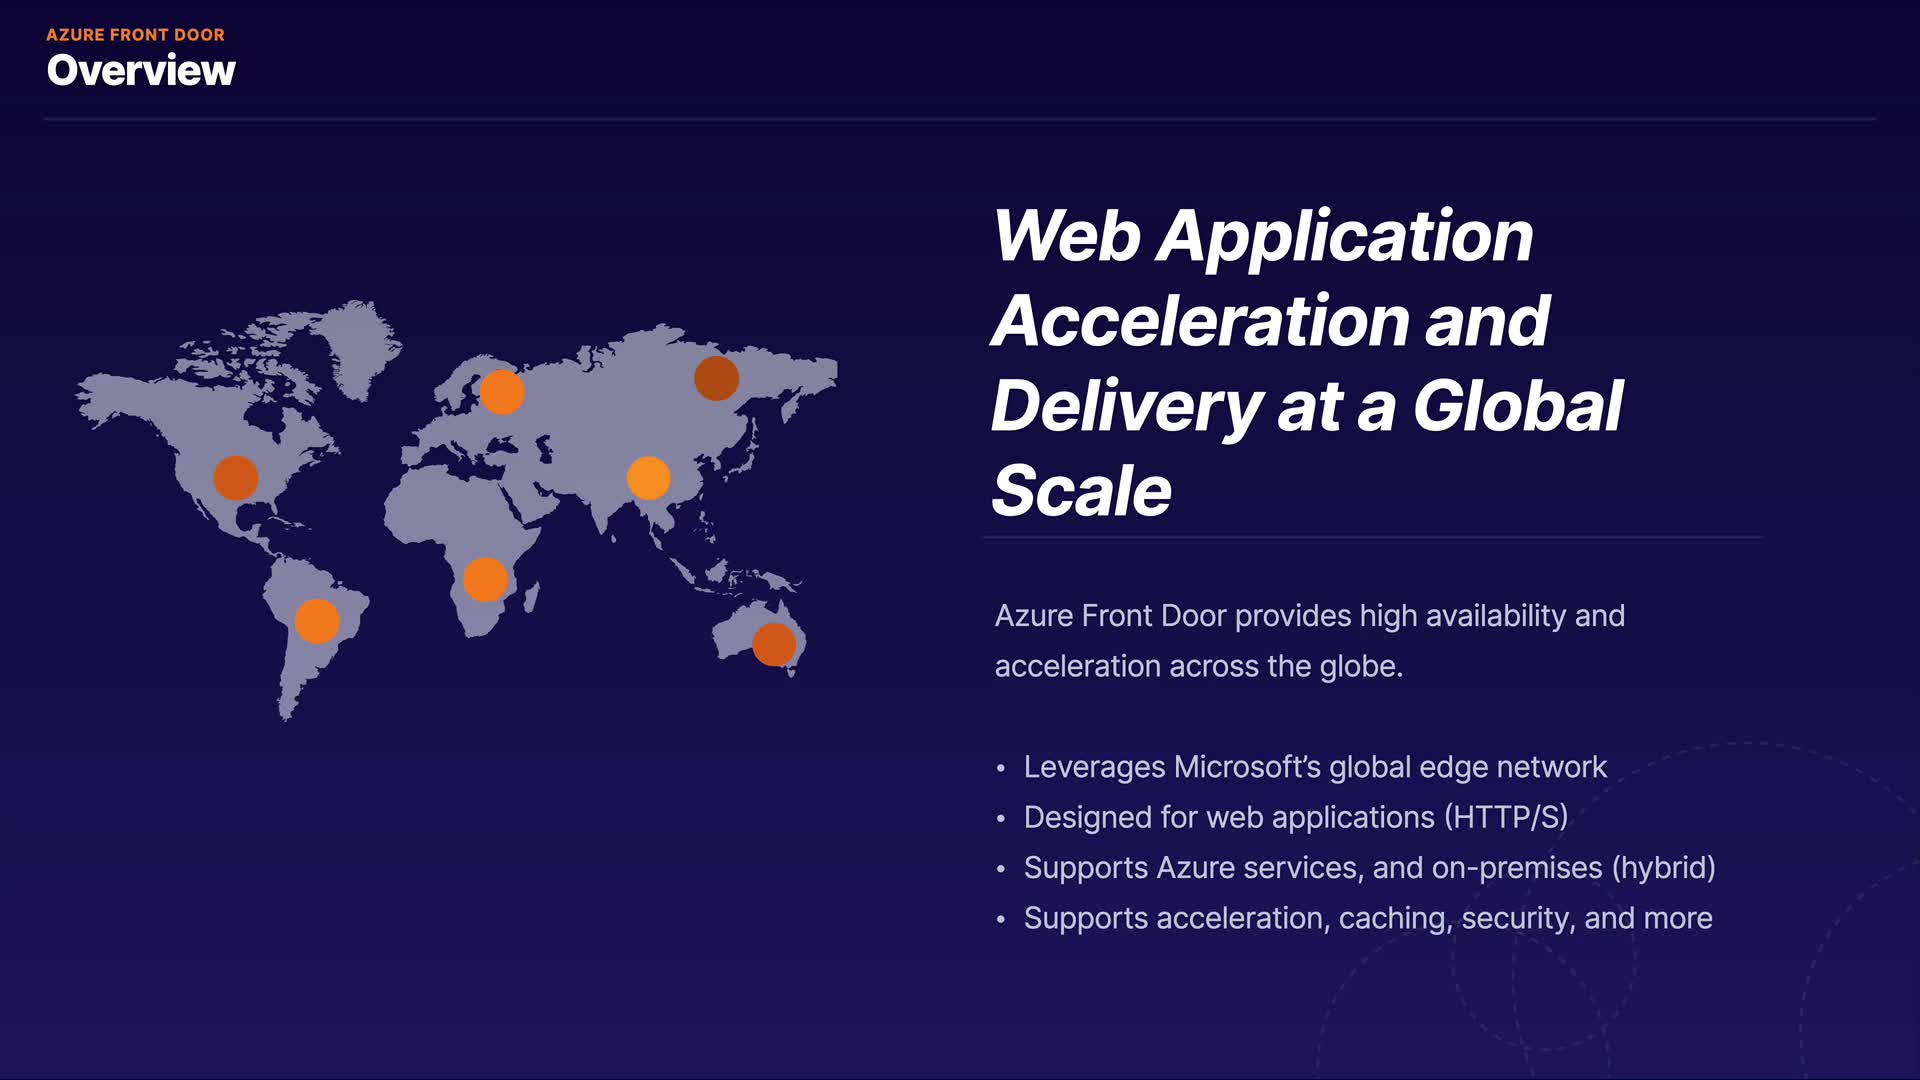 AZURE FRONT DOOR
Overview
Web Application
Acceleration and
Delivery at a Global
Scale
Azure Front Door provides high availability and
acceleration across the globe.
• Leverages Microsoft’s global edge network
• Designed for web applications (HTTP/S)
• Supports Azure services, and on-premises (hybrid)
• Supports acceleration, caching, security, and more